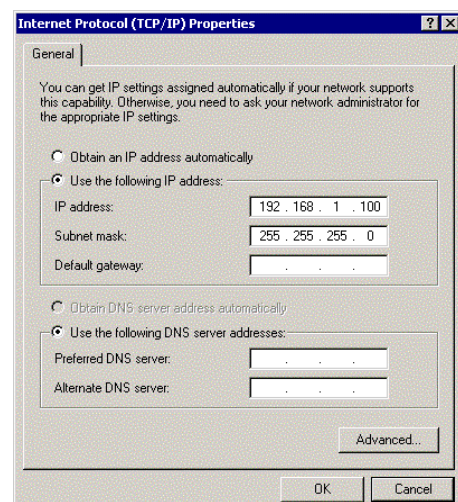 Internet Protocol (TCP/IP) Properties
General
You can get IP settings assigned automatically if your network supports
this capability. Otherwise, you need to ask your network administrator for
the appropriate IP settings.
Obtain an IP address automatically
Use the following IP address:
IP address: 192 . 168 . 1 . 100
Subnet mask: 255 . 255 . 255 . 0
Default gateway: . . .
Obtain DNS server address automatically
Use the following DNS server addresses:
Preferred DNS server: . . .
Alternate DNS server: . . .
Advanced...
OK Cancel